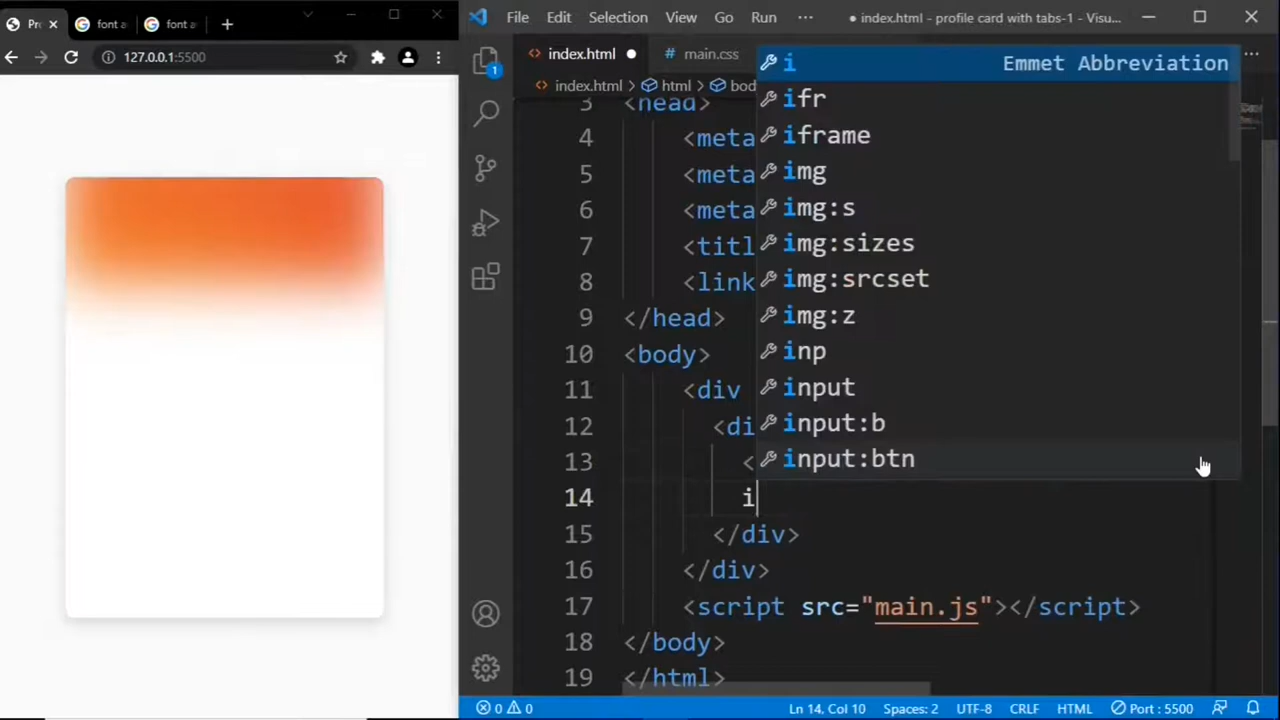 Pro
font a
font a
127.0.0.1:5500
File Edit Selection View Go Run ··· ● index.html - profile card with tabs-1 - Visu...
index.html ● # main.css ···
index.html > html > bod
1
3 <head>
4 <meta
5 <meta
6 <meta
7 <titl
8 <link
9 </head>
10 <body>
11 <div
12 <di
13 <
14 i
15 </div>
16 </div>
17 <script src="main.js"></script>
18 </body>
19 </html>
i Emmet Abbreviation
ifr
iframe
img
img:s
img:sizes
img:srcset
img:z
inp
input
input:b
input:btn
0 0 Ln 14, Col 10 Spaces: 2 UTF-8 CRLF HTML Port : 5500